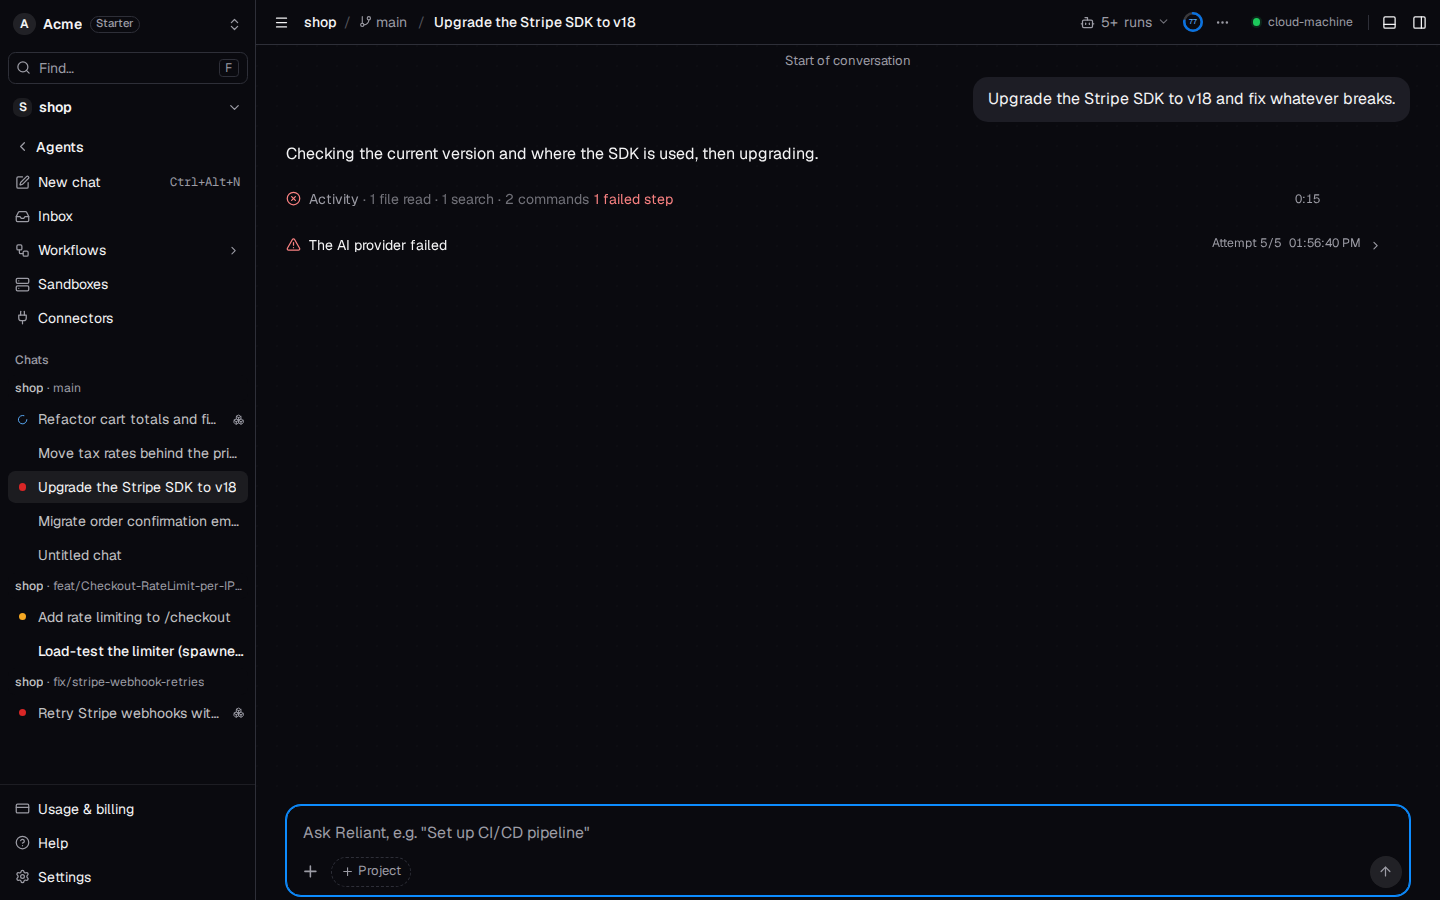 A Acme Starter
Find... F
S shop
Agents
New chat Ctrl+Alt+N
Inbox
Workflows
Sandboxes
Connectors
Chats
shop · main
Refactor cart totals and fi...
Move tax rates behind the pri...
Upgrade the Stripe SDK to v18
Migrate order confirmation em...
Untitled chat
shop · feat/Checkout-RateLimit-per-IP...
Add rate limiting to /checkout
Load-test the limiter (spawne...
shop · fix/stripe-webhook-retries
Retry Stripe webhooks wit...
Usage & billing
Help
Settings
shop / main / Upgrade the Stripe SDK to v18
5+ runs 77 cloud-machine
Start of conversation
Upgrade the Stripe SDK to v18 and fix whatever breaks.
Checking the current version and where the SDK is used, then upgrading.
Activity · 1 file read · 1 search · 2 commands 1 failed step 0:15
The AI provider failed Attempt 5/5 01:56:40 PM
Ask Reliant, e.g. "Set up CI/CD pipeline"
+ Project